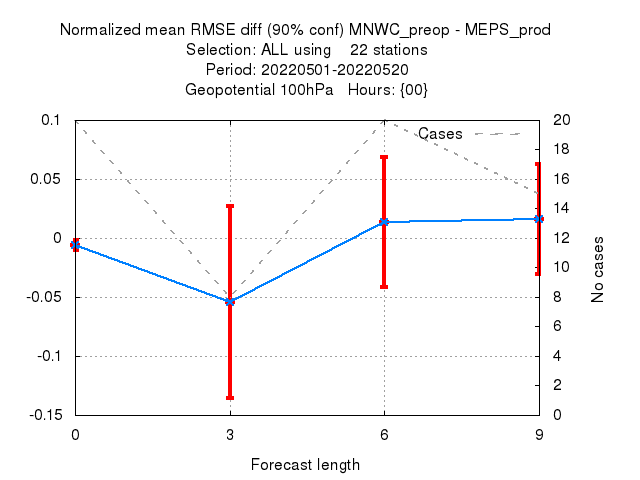 Normalized mean RMSE diff (90% conf) MNWC_preop - MEPS_prod
Selection: ALL using    22 stations
Period: 20220501-20220520
Geopotential 100hPa   Hours: {00}
Cases
0.1
0.05
0
-0.05
-0.1
-0.15
20
18
16
14
12
10
8
6
4
2
0
No cases
0 3 6 9
Forecast length